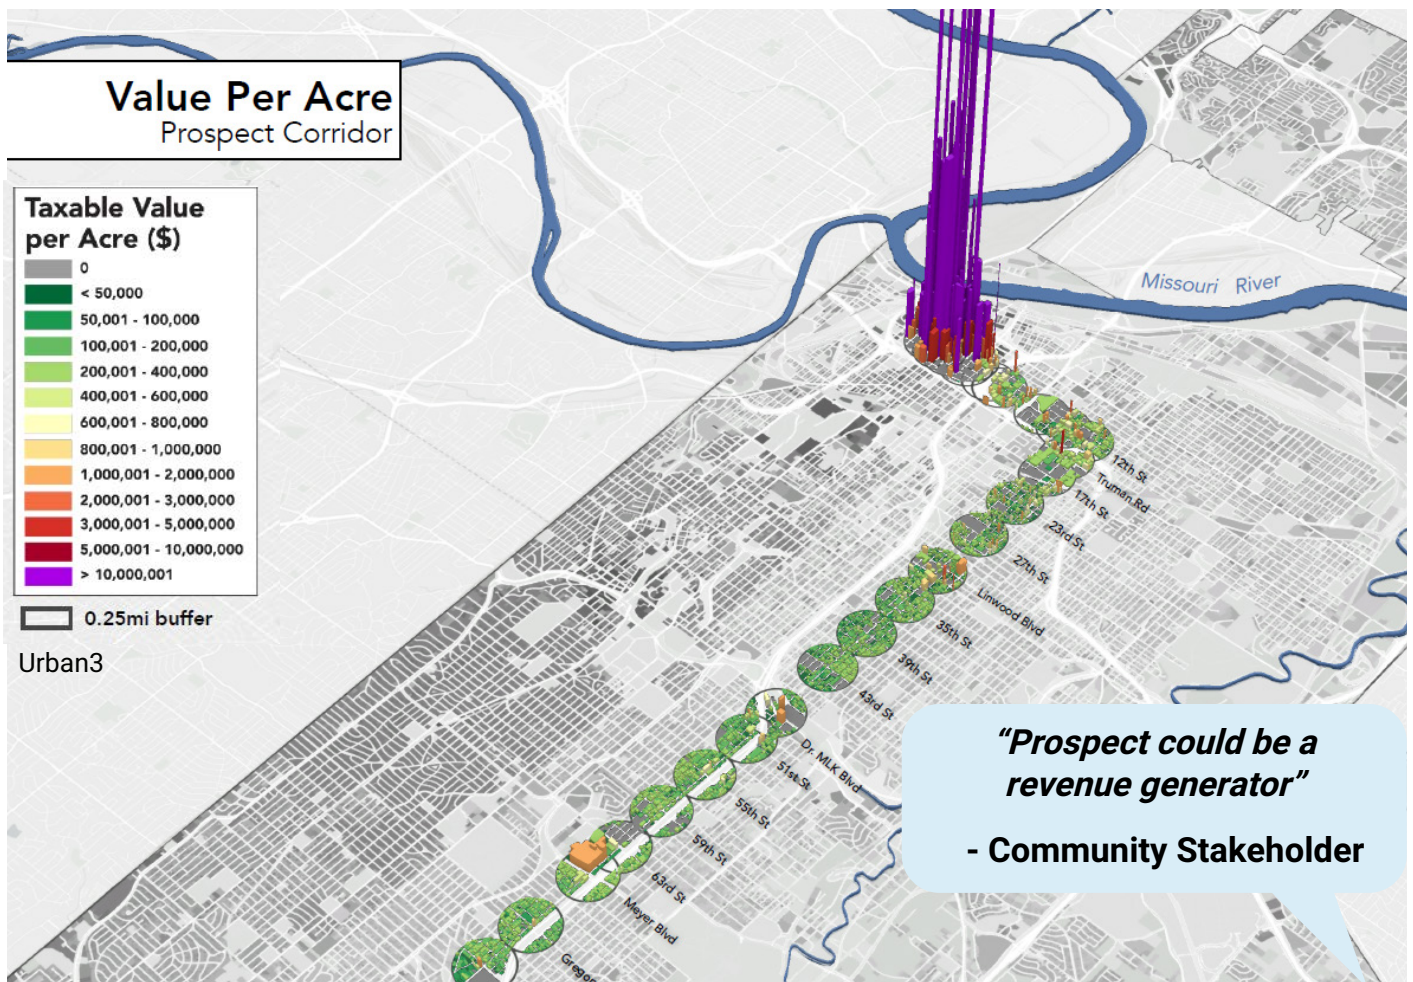 Value Per Acre
Prospect Corridor
Taxable Value
per Acre ($)
0
< 50,000
50,001 - 100,000
100,001 - 200,000
200,001 - 400,000
400,001 - 600,000
600,001 - 800,000
800,001 - 1,000,000
1,000,001 - 2,000,000
2,000,001 - 3,000,000
3,000,001 - 5,000,000
5,000,001 - 10,000,000
> 10,000,001
0.25mi buffer
Urban3
Missouri River
12th St
Truman Rd
17th St
23rd St
27th St
Linwood Blvd
35th St
39th St
43rd St
Dr. MLK Blvd
51st St
55th St
59th St
63rd St
Meyer Blvd
“Prospect could be a
revenue generator”
- Community Stakeholder